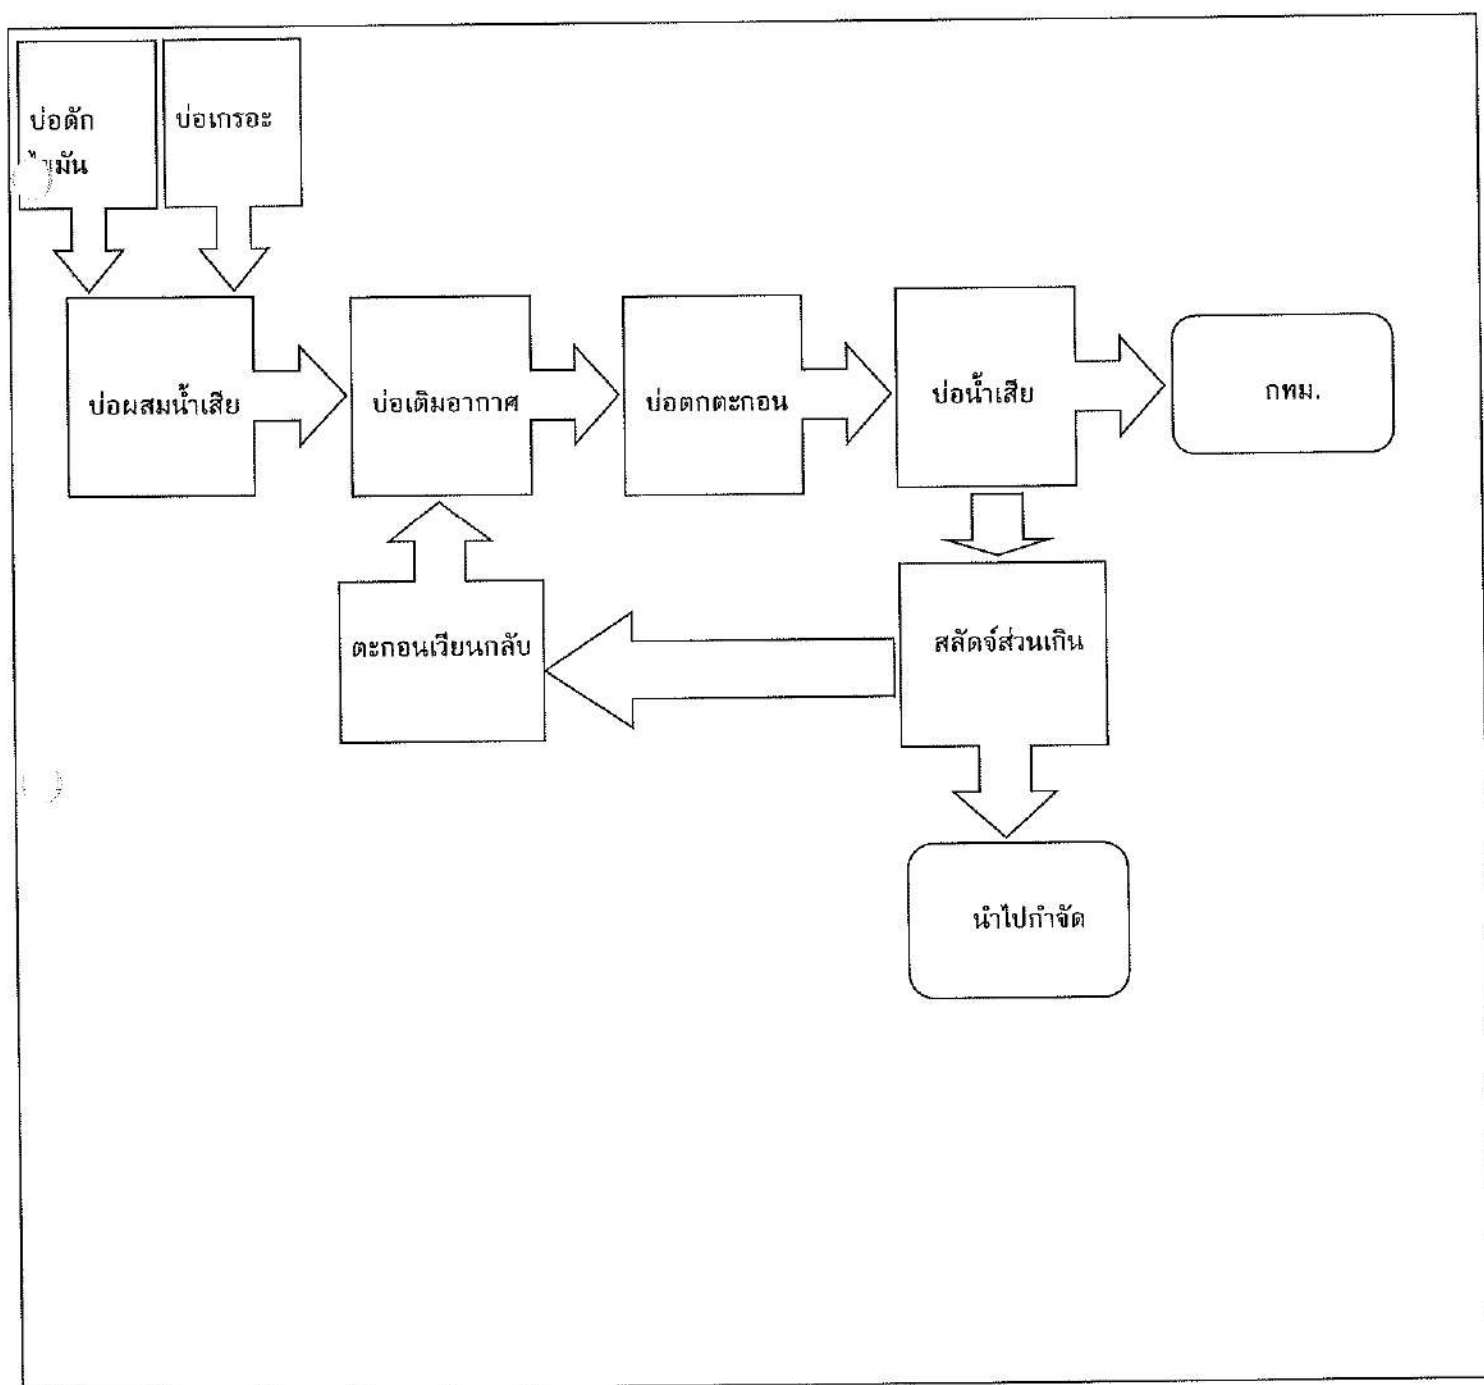 บ่อดัก
ไขมัน
บ่อเกรอะ
บ่อผสมน้ำเสีย
บ่อเติมอากาศ
บ่อตกตะกอน
บ่อน้ำเสีย
กทม.
ตะกอนเวียนกลับ
สลัดจ์ส่วนเกิน
นำไปกำจัด